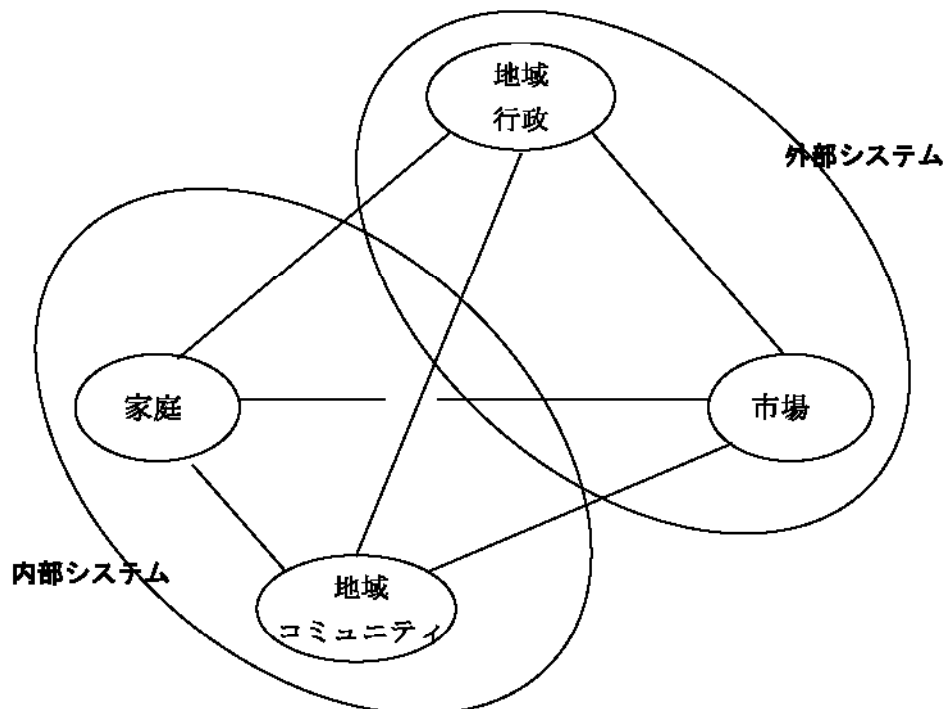 地域
行政
外部システム
家庭
市場
内部システム
地域
コミュニティ